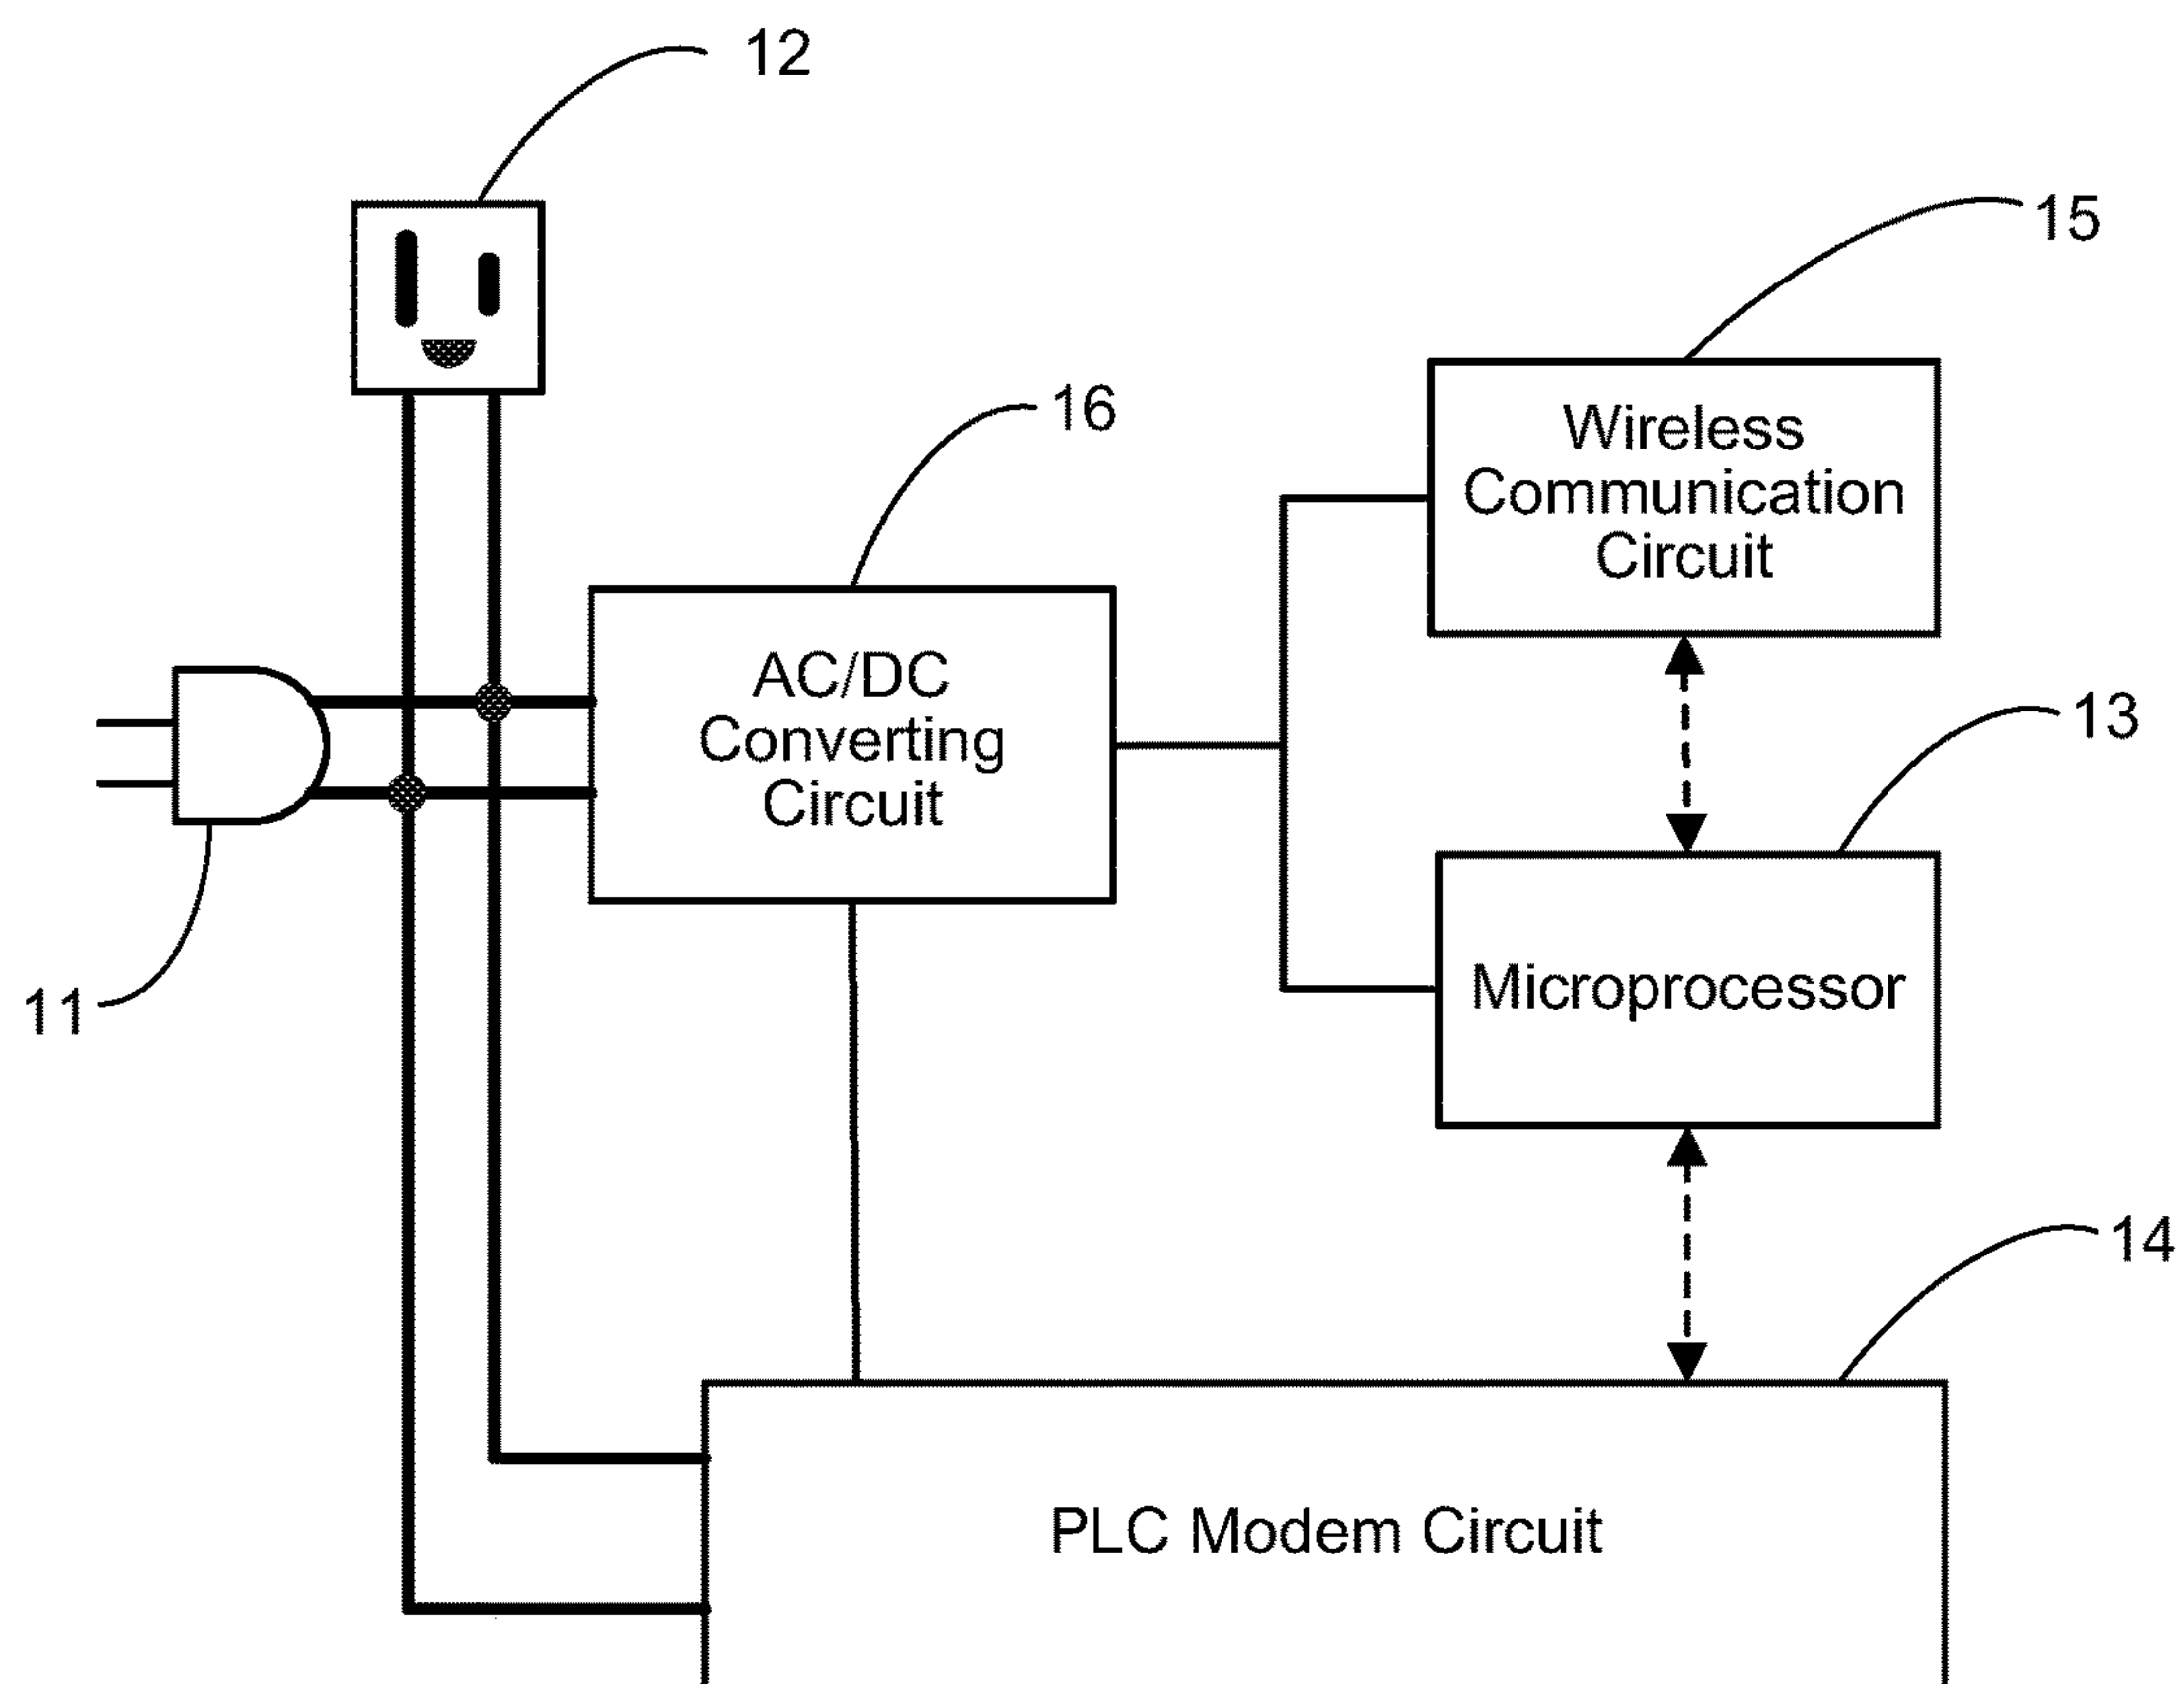 12
15
16
Wireless
Communication
Circuit
AC/DC
Converting
Circuit
13
11
Microprocessor
14
PLC Modem Circuit